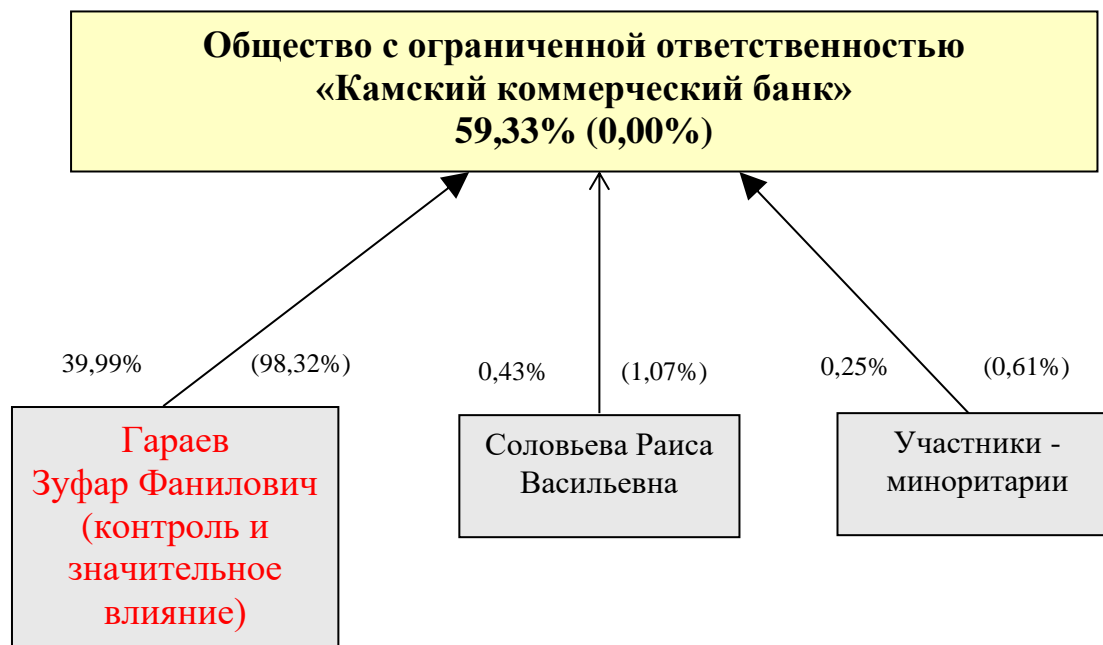 Общество с ограниченной ответственностью
«Камский коммерческий банк»
59,33% (0,00%)
39,99% (98,32%)
0,43% (1,07%)
0,25% (0,61%)
Гараев
Зуфар Фанилович
(контроль и
значительное
влияние)
Соловьева Раиса
Васильевна
Участники -
миноритарии